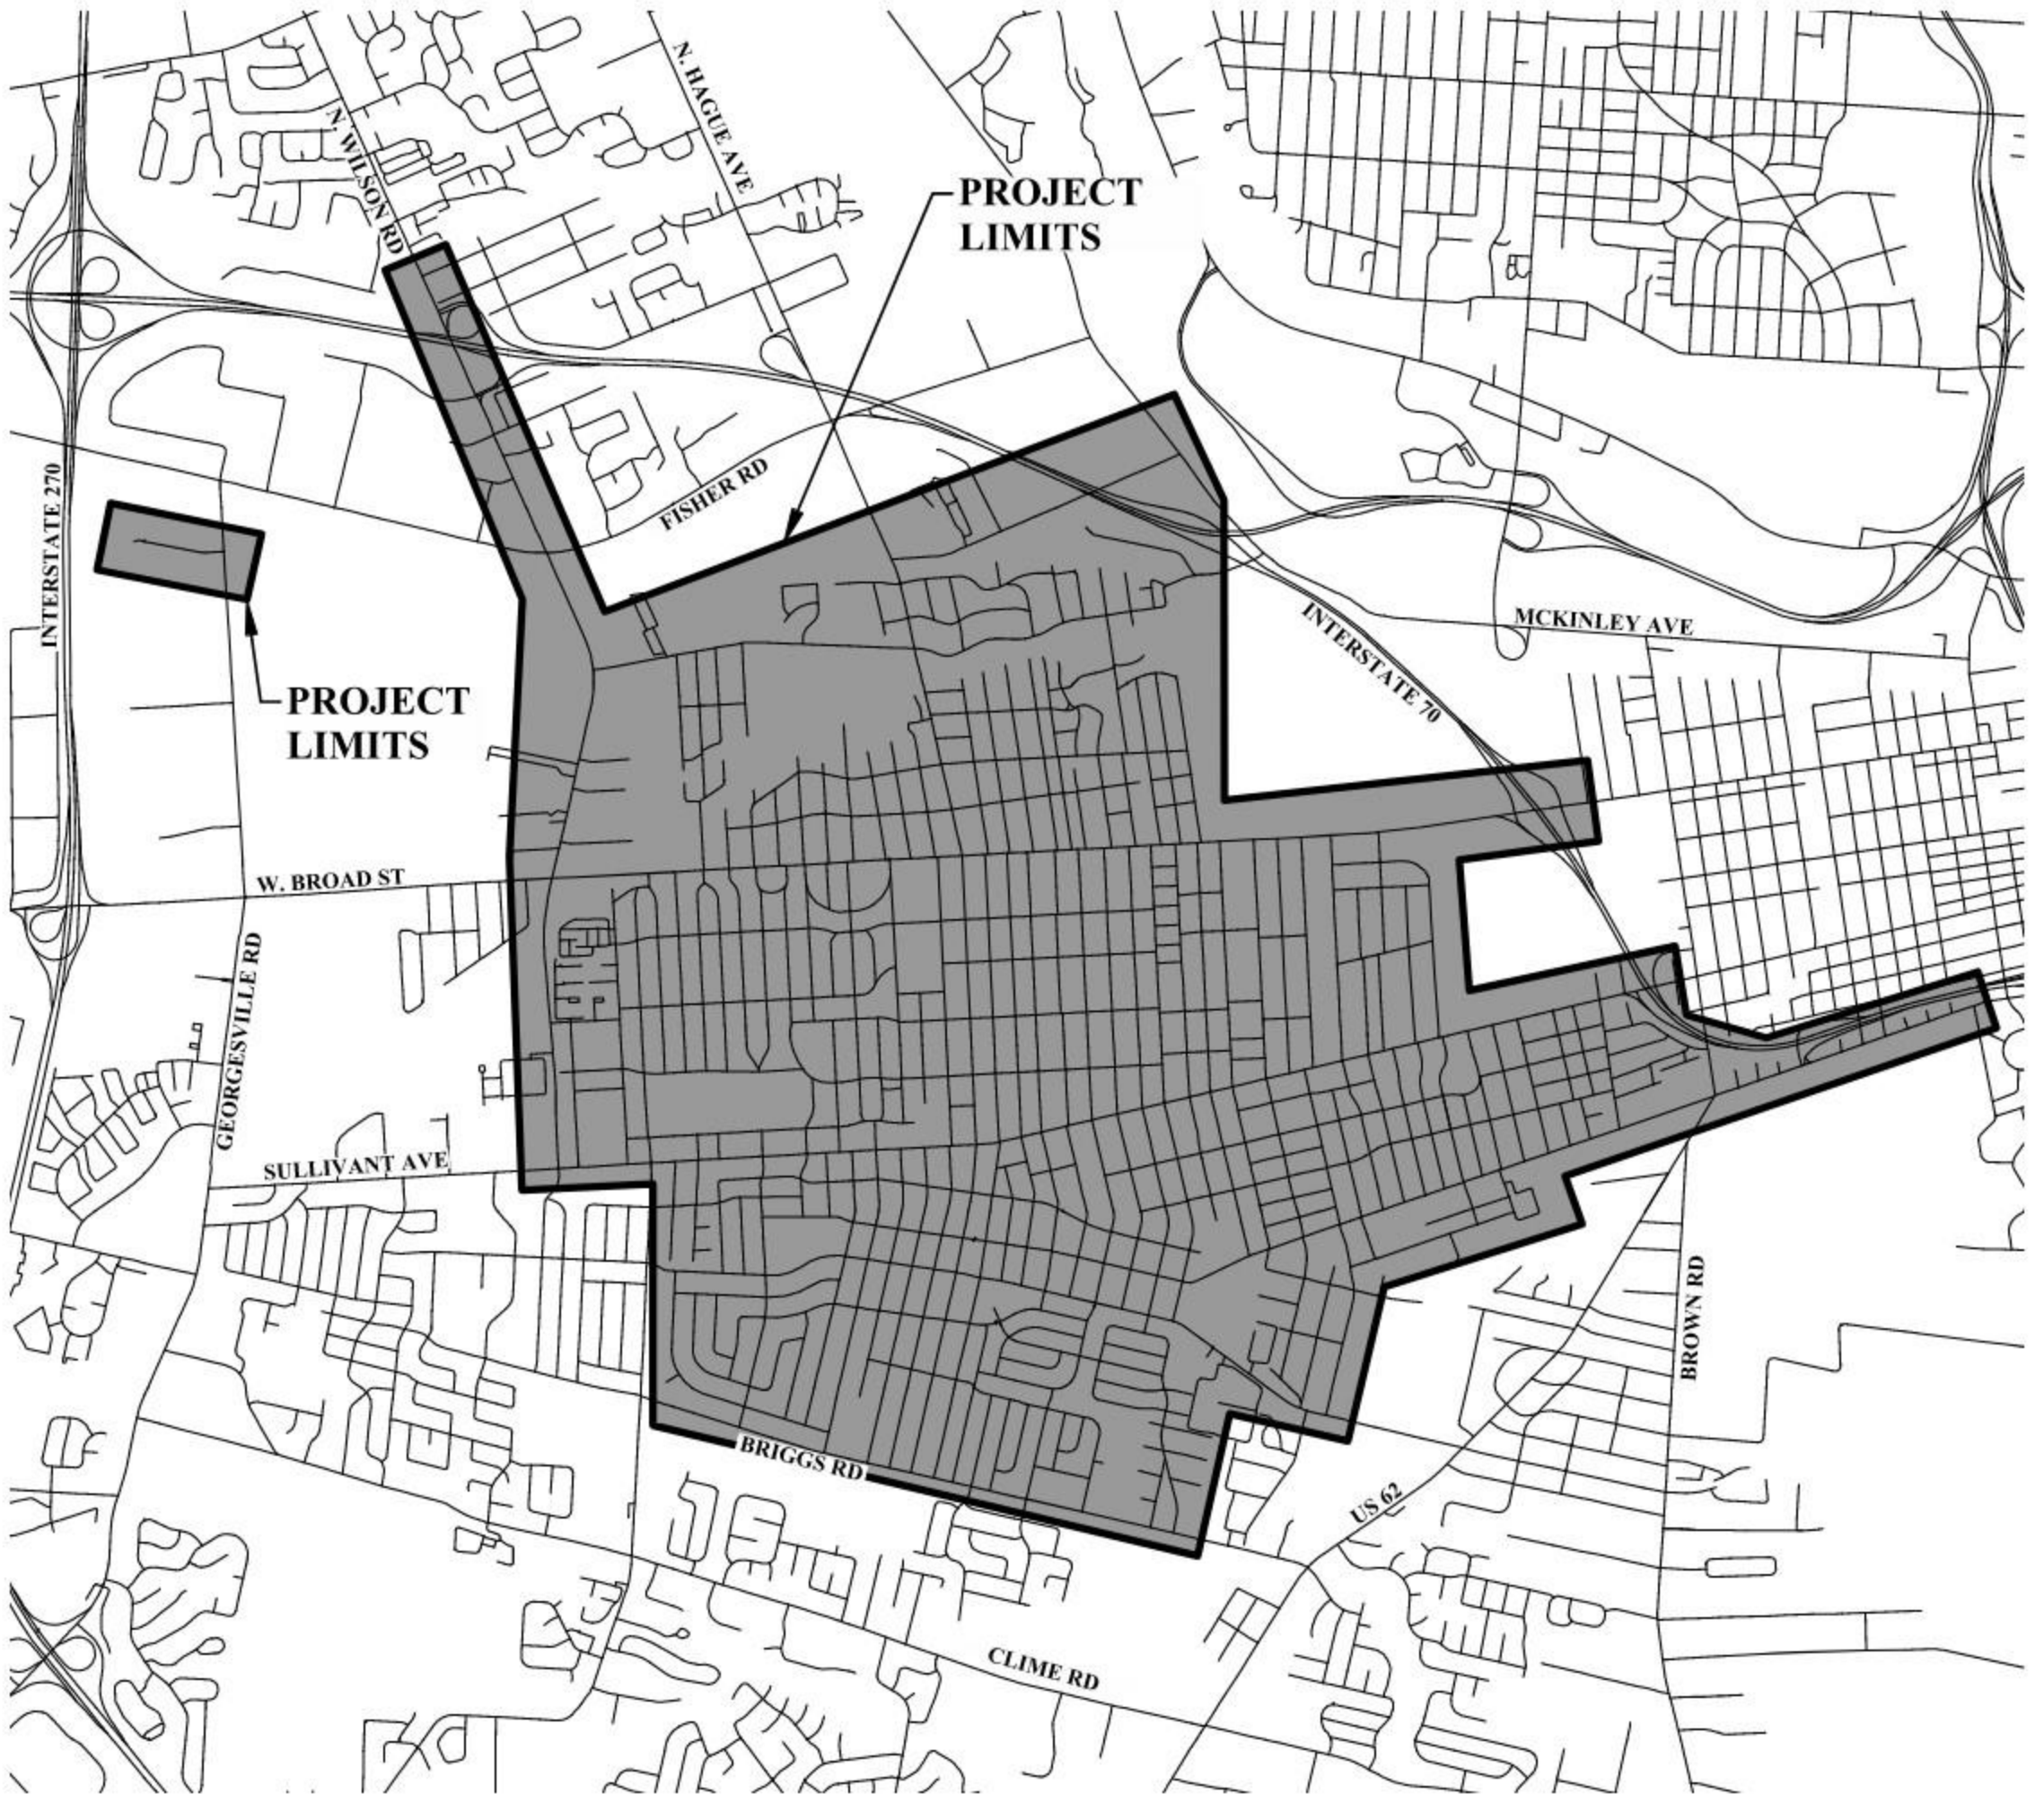 N. WILSON RD
N. HAGUE AVE
PROJECT
LIMITS
FISHER RD
INTERSTATE 270
MCKINLEY AVE
INTERSTATE 70
PROJECT
LIMITS
W. BROAD ST
GEORGESVILLE RD
SULLIVANT AVE
BROWN RD
BRIGGS RD
US 62
CLIME RD